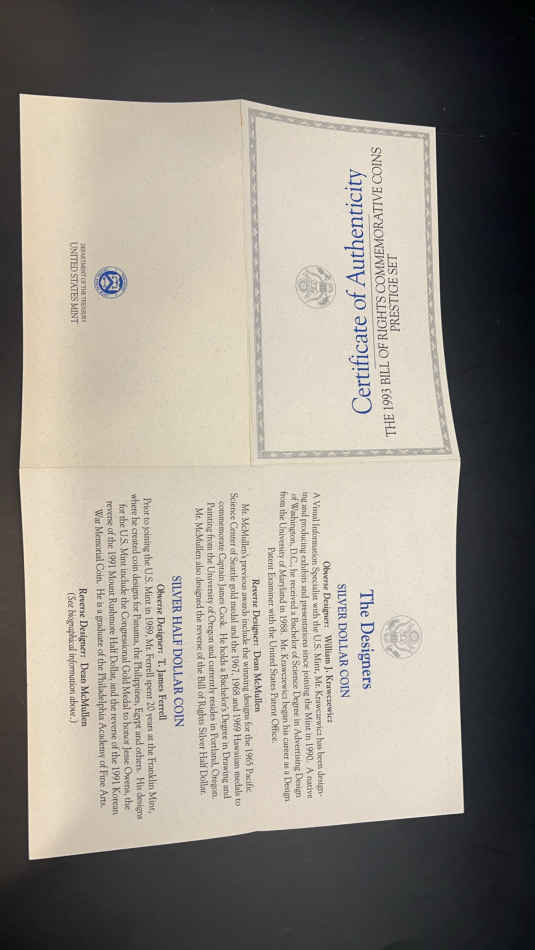 Certificate of Authenticity
THE 1993 BILL OF RIGHTS COMMEMORATIVE COINS
PRESTIGE SET
DEPARTMENT OF THE TREASURY
UNITED STATES MINT
The Designers
SILVER DOLLAR COIN
Obverse Designer: William J. Krawczewicz
A Visual Information Specialist with the U.S. Mint, Mr. Krawczewicz has been design-
ing and producing exhibits and presentations since joining the Mint in 1990. A native
of Washington, D.C., he received a Bachelor of Science Degree in Advertising Design
from the University of Maryland in 1988. Mr. Krawczewicz began his career as a Design
Patent Examiner with the United States Patent Office.
Reverse Designer: Dean McMullen
Mr. McMullen's previous awards include the winning designs for the 1965 Pacific
Science Center of Seattle gold medal and the 1967, 1968 and 1969 Hawaiian medals to
commemorate Captain James Cook. He holds a Bachelor's Degree in Drawing and
Painting from the University of Oregon and currently resides in Portland, Oregon.
Mr. McMullen also designed the reverse of the Bill of Rights Silver Half Dollar.
SILVER HALF DOLLAR COIN
Obverse Designer: T. James Ferrell
Prior to joining the U.S. Mint in 1989, Mr. Ferrell spent 20 years at the Franklin Mint,
where he created coin designs for Panama, the Philippines, Egypt and others. His designs
for the U.S. Mint include the Congressional Gold Medal to honor Jesse Owens, the
reverse of the 1991 Mount Rushmore Half Dollar, and the reverse of the 1991 Korean
War Memorial Coin. He is a graduate of the Philadelphia Academy of Fine Arts.
Reverse Designer: Dean McMullen
(See biographical information above.)